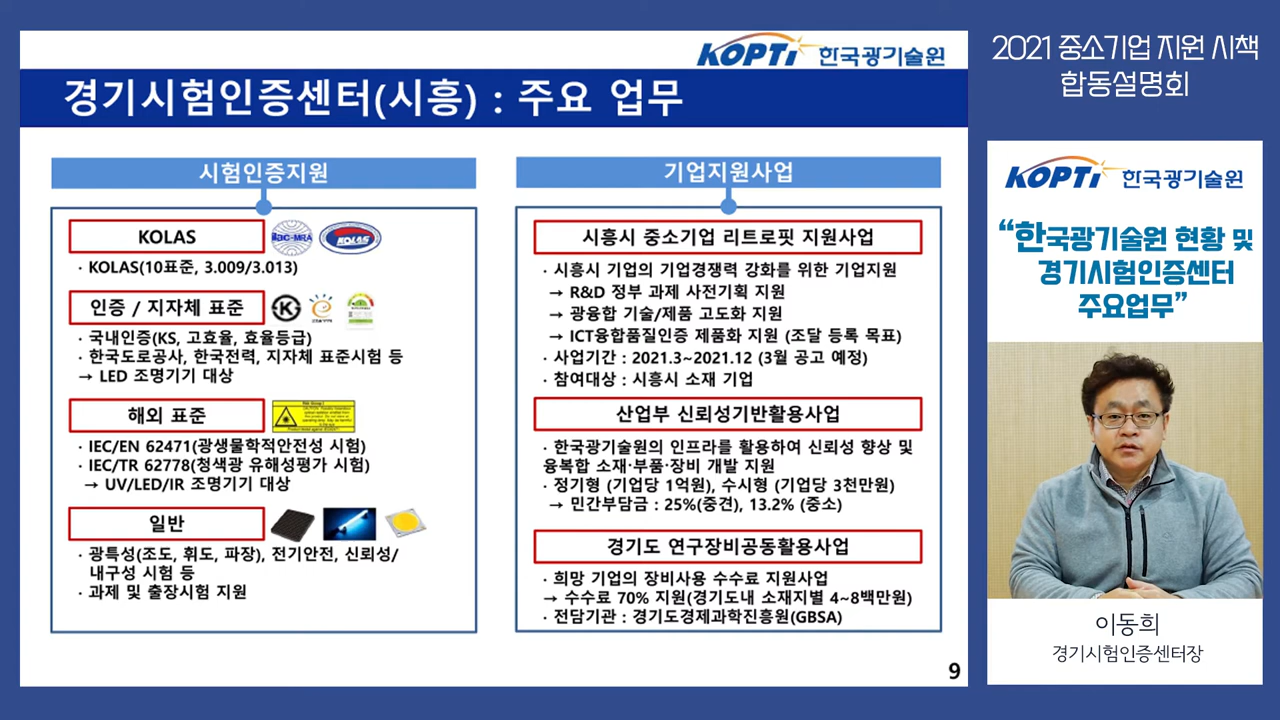 KOPTI 한국광기술원
경기시험인증센터(시흥) : 주요 업무
시험인증지원
KOLAS
ilac-MRA
KOLAS
· KOLAS(10표준, 3.009/3.013)
인증 / 지자체 표준
· 국내인증(KS, 고효율, 효율등급)
· 한국도로공사, 한국전력, 지자체 표준시험 등
→ LED 조명기기 대상
해외 표준
· IEC/EN 62471(광생물학적안전성 시험)
· IEC/TR 62778(청색광 유해성평가 시험)
→ UV/LED/IR 조명기기 대상
일반
· 광특성(조도, 휘도, 파장), 전기안전, 신뢰성/
내구성 시험 등
· 과제 및 출장시험 지원
기업지원사업
시흥시 중소기업 리트로핏 지원사업
· 시흥시 기업의 기업경쟁력 강화를 위한 기업지원
→ R&D 정부 과제 사전기획 지원
→ 광융합 기술/제품 고도화 지원
→ ICT융합품질인증 제품화 지원 (조달 등록 목표)
· 사업기간 : 2021.3~2021.12 (3월 공고 예정)
· 참여대상 : 시흥시 소재 기업
산업부 신뢰성기반활용사업
· 한국광기술원의 인프라를 활용하여 신뢰성 향상 및
융복합 소재·부품·장비 개발 지원
· 정기형 (기업당 1억원), 수시형 (기업당 3천만원)
→ 민간부담금 : 25%(중견), 13.2% (중소)
경기도 연구장비공동활용사업
· 희망 기업의 장비사용 수수료 지원사업
→ 수수료 70% 지원(경기도내 소재지별 4~8백만원)
· 전담기관 : 경기도경제과학진흥원(GBSA)
9
2021 중소기업 지원 시책
합동설명회
KOPTI 한국광기술원
“한국광기술원 현황 및
경기시험인증센터
주요업무”
이동희
경기시험인증센터장